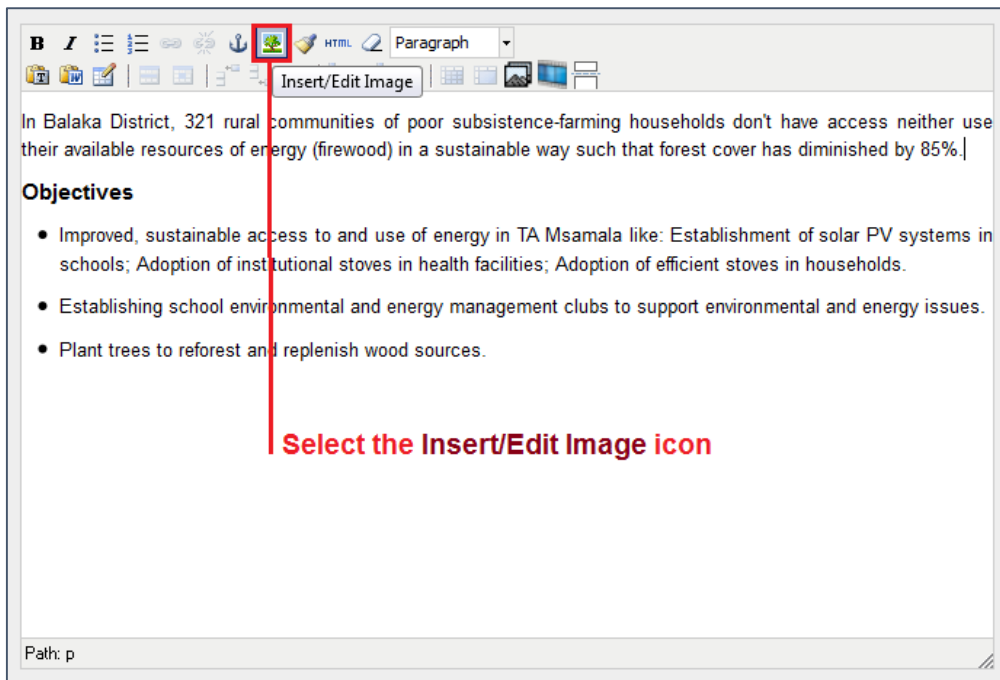 B I HTML Paragraph
Insert/Edit Image
In Balaka District, 321 rural communities of poor subsistence-farming households don't have access neither use
their available resources of energy (firewood) in a sustainable way such that forest cover has diminished by 85%.
Objectives
• Improved, sustainable access to and use of energy in TA Msamala like: Establishment of solar PV systems in
schools; Adoption of institutional stoves in health facilities; Adoption of efficient stoves in households.
• Establishing school environmental and energy management clubs to support environmental and energy issues.
• Plant trees to reforest and replenish wood sources.
Select the Insert/Edit Image icon
Path: p